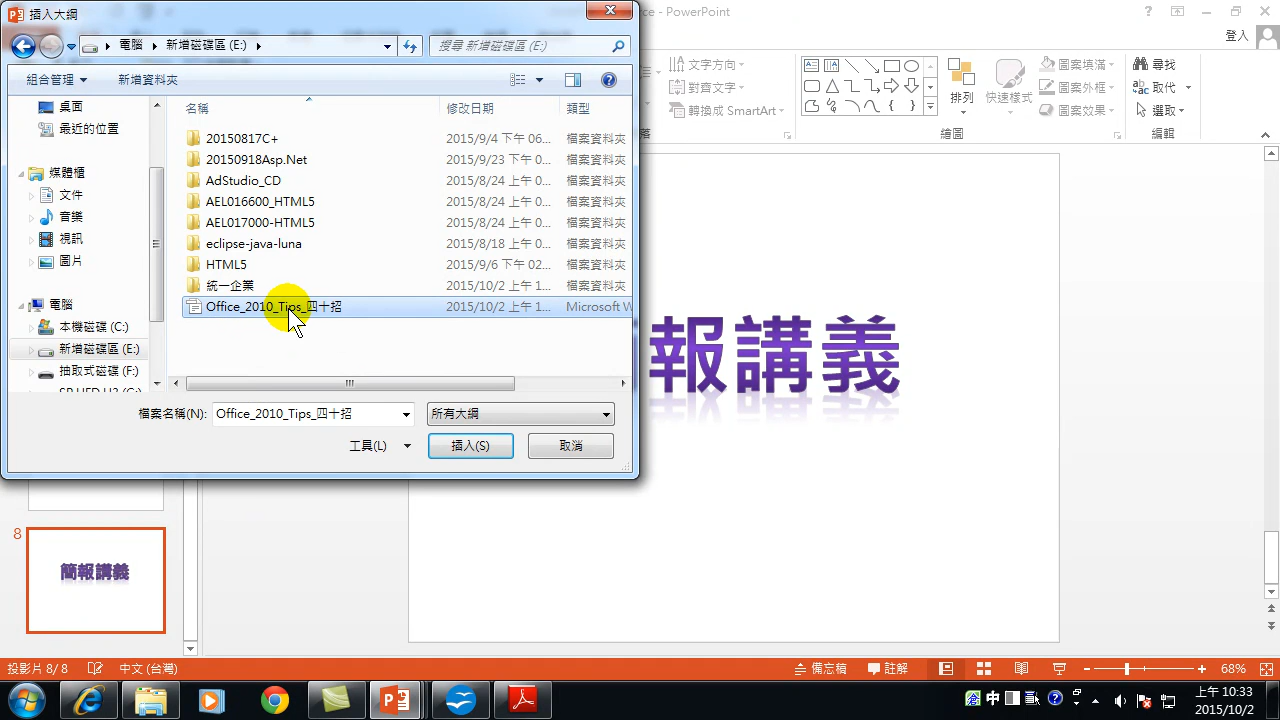 插入大綱
ce - PowerPoint
登入
電腦 新增磁碟區 (E:)
搜尋 新增磁碟區 (E:)
組合管理 新增資料夾
文字方向
對齊文字
轉換成 SmartArt
排列
快速樣式
圖案填滿
圖案外框
圖案效果
尋找
取代
選取
落
繪圖
編輯
桌面
最近的位置
媒體櫃
文件
音樂
視訊
圖片
電腦
本機磁碟 (C:)
新增磁碟區 (E:)
抽取式磁碟 (F:)
名稱 修改日期 類型
20150817C+ 2015/9/4 下午 06... 檔案資料夾
20150918Asp.Net 2015/9/23 下午 0... 檔案資料夾
AdStudio_CD 2015/8/24 上午 0... 檔案資料夾
AEL016600_HTML5 2015/8/24 上午 0... 檔案資料夾
AEL017000-HTML5 2015/8/24 上午 0... 檔案資料夾
eclipse-java-luna 2015/8/18 上午 0... 檔案資料夾
HTML5 2015/9/6 下午 02... 檔案資料夾
統一企業 2015/10/2 上午 1... 檔案資料夾
Office_2010_Tips_四十招 2015/10/2 上午 1... Microsoft W
檔案名稱(N): Office_2010_Tips_四十招 所有大綱
工具(L) 插入(S) 取消
報講義
8
簡報講義
投影片 8/8 中文 (台灣) 備忘稿 註解 68%
中
上午 10:33
2015/10/2